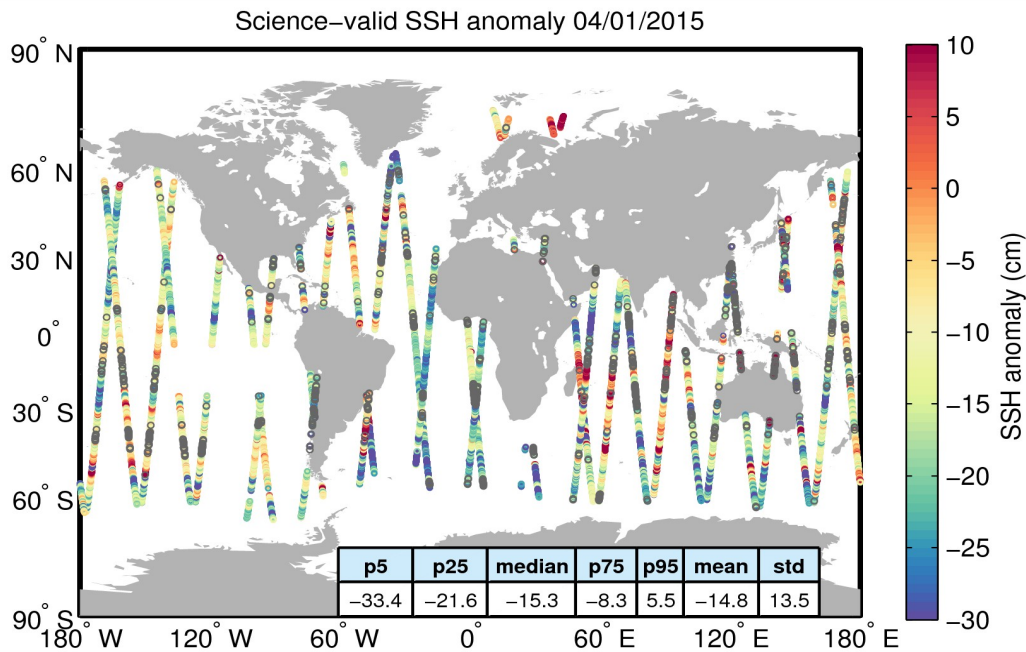 Science−valid SSH anomaly 04/01/2015
90° N
60° N
30° N
0°
30° S
60° S
90° S
180° W
120° W
60° W
0°
60° E
120° E
180° E
p5 p25 median p75 p95 mean std
−33.4 −21.6 −15.3 −8.3 5.5 −14.8 13.5
10
5
0
−5
−10
−15
−20
−25
−30
SSH anomaly (cm)